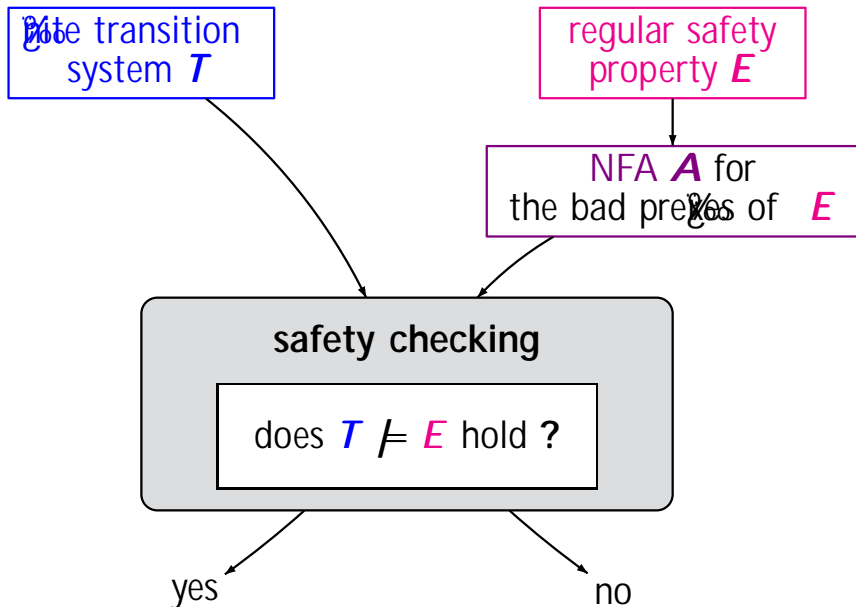 transition
system T
regular safety
property E
NFA A for
the bad of E
safety checking
does T ⊨ E hold ?
yes
no